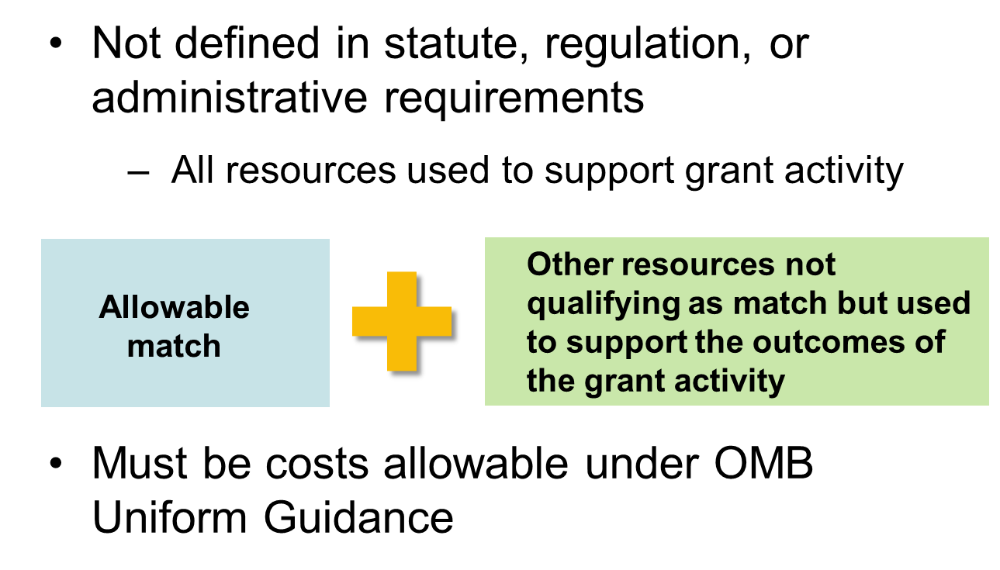 • Not defined in statute, regulation, or
administrative requirements
– All resources used to support grant activity
Allowable
match
Other resources not
qualifying as match but used
to support the outcomes of
the grant activity
• Must be costs allowable under OMB
Uniform Guidance